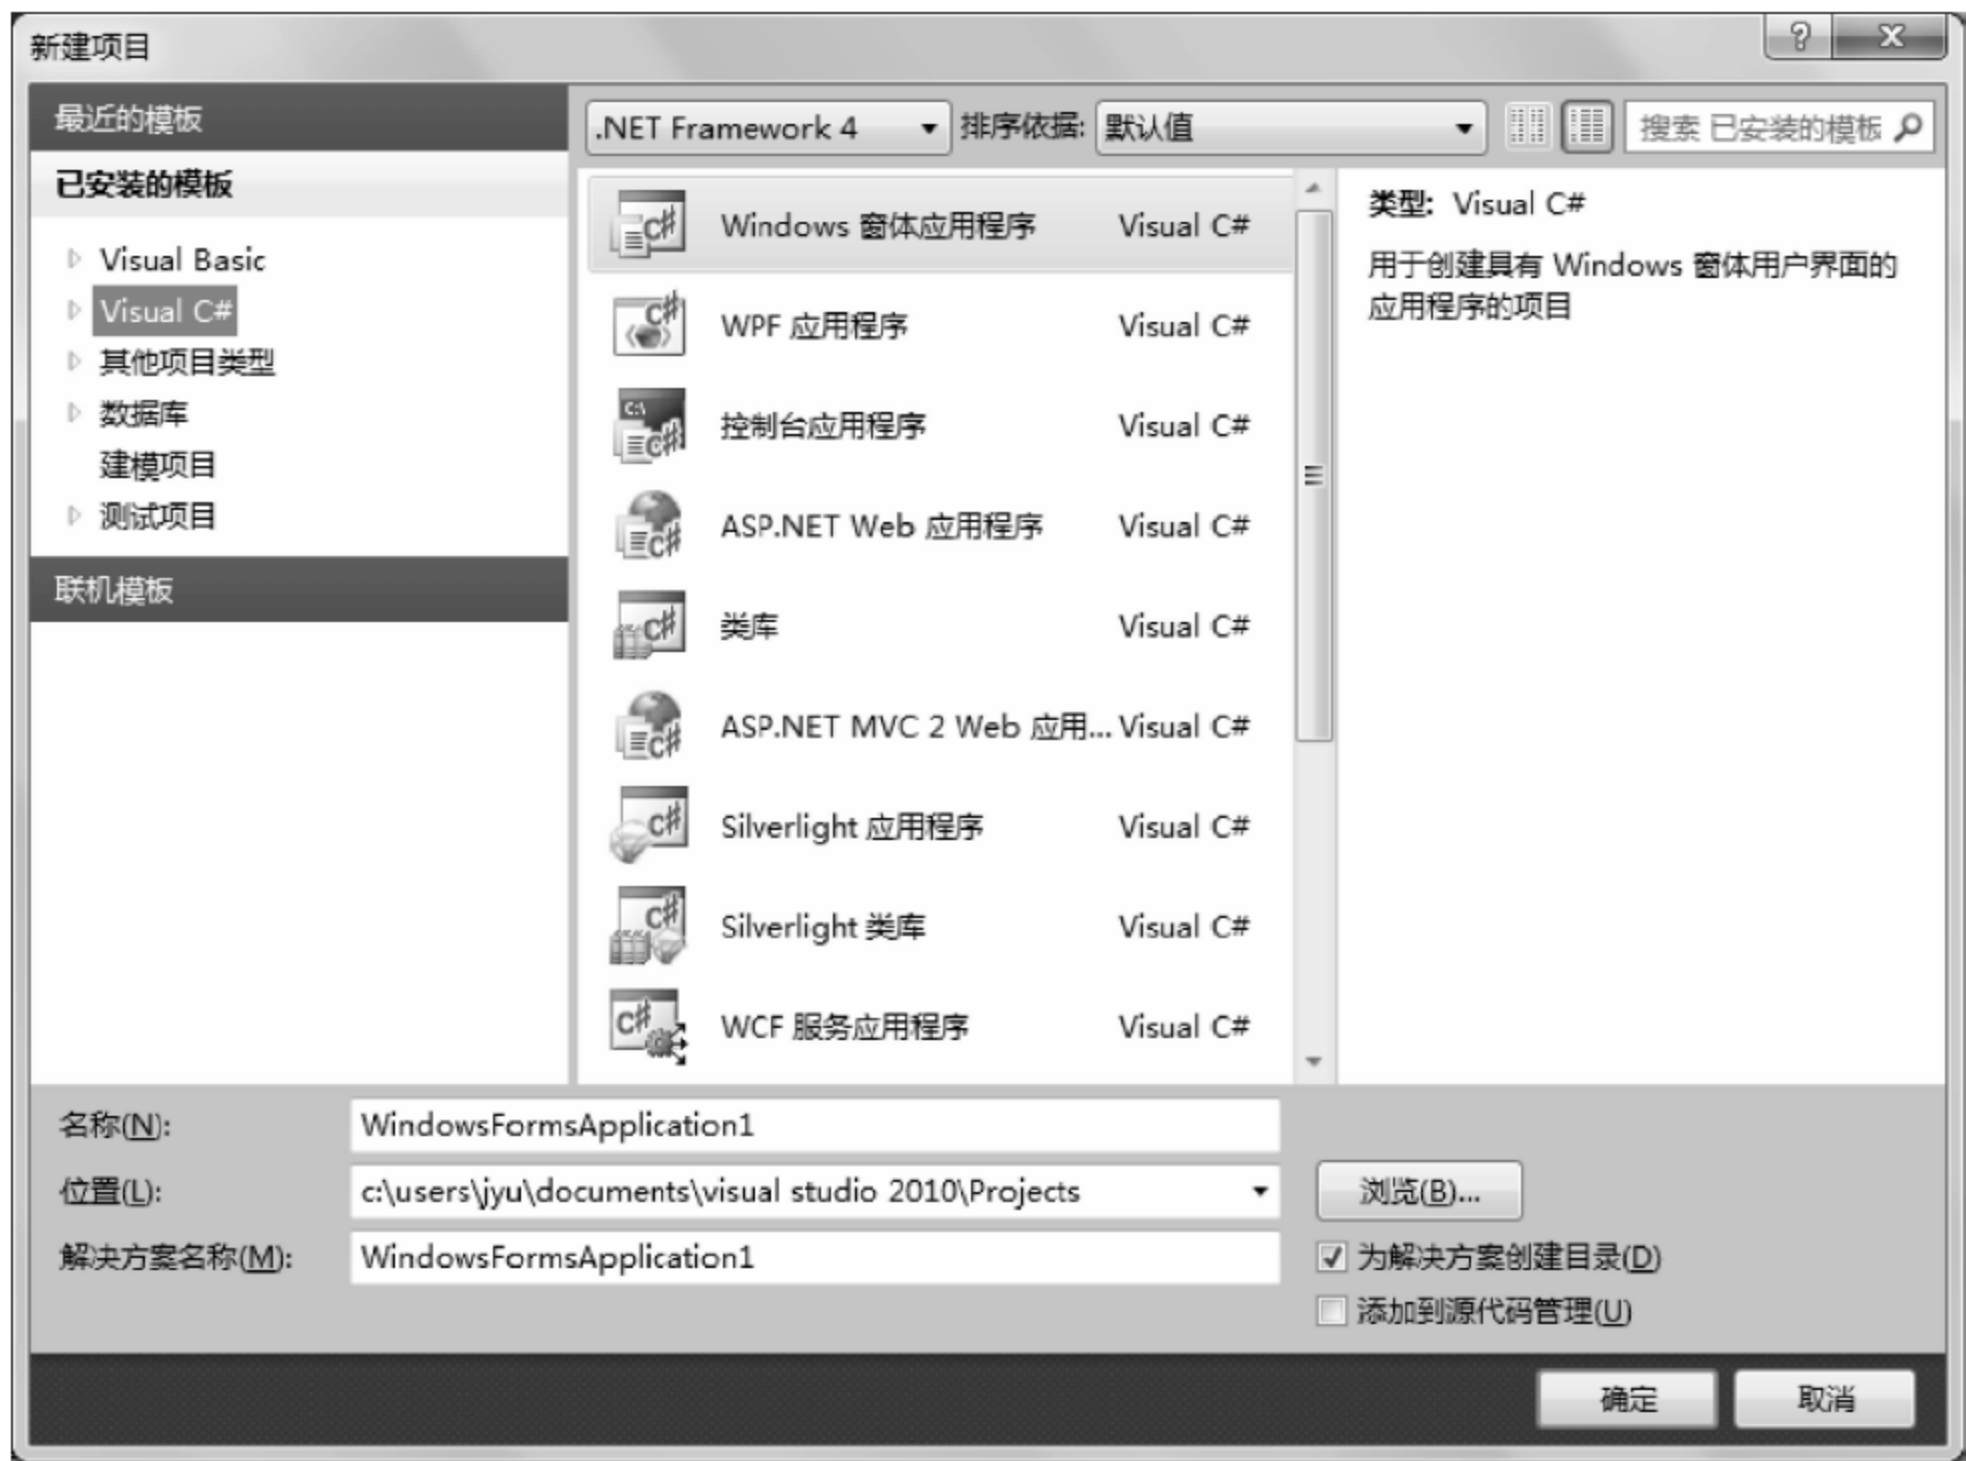 新建项目
最近的模板
已安装的模板
Visual Basic
Visual C#
其他项目类型
数据库
建模项目
测试项目
联机模板
.NET Framework 4 排序依据: 默认值 搜索 已安装的模板
Windows 窗体应用程序 Visual C#
WPF 应用程序 Visual C#
控制台应用程序 Visual C#
ASP.NET Web 应用程序 Visual C#
类库 Visual C#
ASP.NET MVC 2 Web 应用... Visual C#
Silverlight 应用程序 Visual C#
Silverlight 类库 Visual C#
WCF 服务应用程序 Visual C#
类型: Visual C#
用于创建具有 Windows 窗体用户界面的
应用程序的项目
名称(N): WindowsFormsApplication1
位置(L): c:\users\jyu\documents\visual studio 2010\Projects 浏览(B)...
解决方案名称(M): WindowsFormsApplication1 为解决方案创建目录(D)
添加到源代码管理(U)
确定 取消